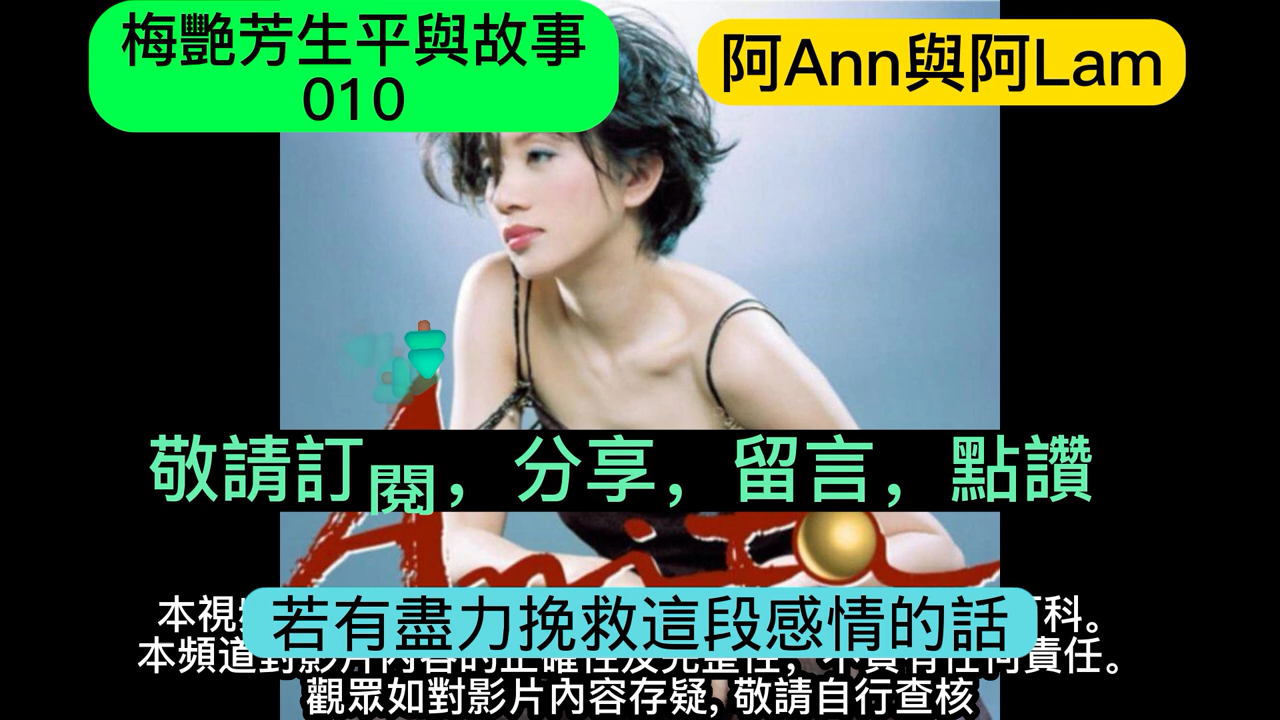 梅艷芳生平與故事
010
阿Ann與阿Lam
敬請訂閱，分享，留言，點讚
Anita
若有盡力挽救這段感情的話
本視 科。
本頻道對影片內容的正確性及完整性，不負有任何責任。
觀眾如對影片內容存疑，敬請自行查核